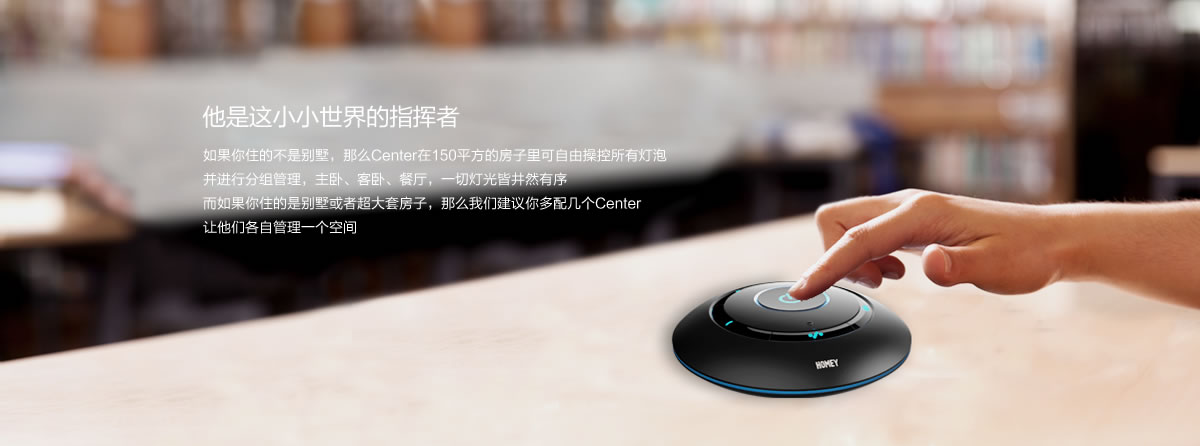 他是这小小世界的指挥者
如果你住的不是别墅，那么Center在150平方的房子里可自由操控所有灯泡
并进行分组管理，主卧、客卧、餐厅，一切灯光皆井然有序
而如果你住的是别墅或者超大套房子，那么我们建议你多配几个Center
让他们各自管理一个空间
HOMEY